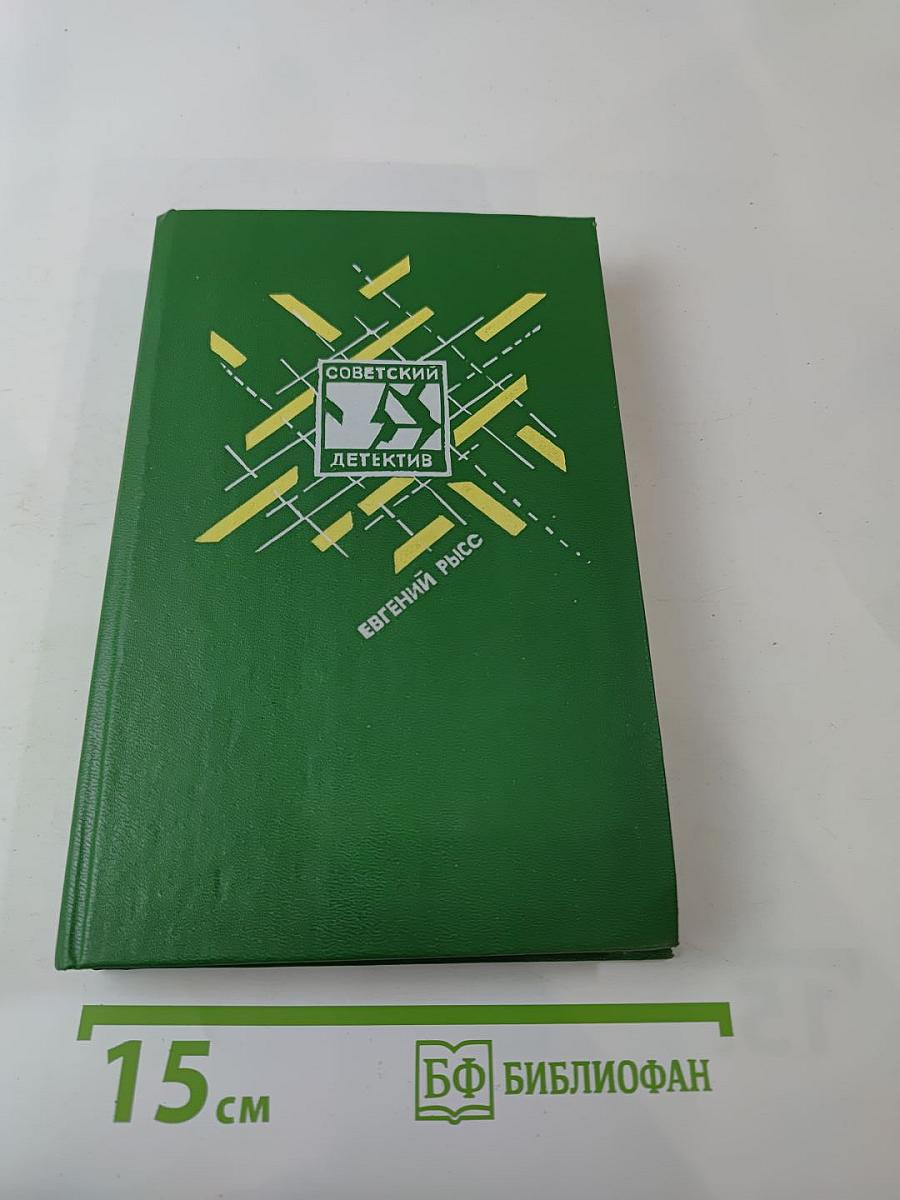 СОВЕТСКИЙ
ДЕТЕКТИВ
ЕВГЕНИЙ РЫСС
15 см
БФ БИБЛИОФАН